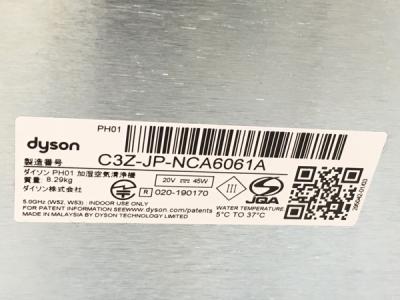 PH01
dyson
C3Z-JP-NCA6061A
製造番号
ダイソン PH01 加湿空気清浄機
質量:8.29kg
ダイソン株式会社
R 020-190170
20V ⎓ 45W
III
JQA
WATER TEMPERATURE
5°C TO 37°C
5.0GHz (W52, W53) : INDOOR USE ONLY
FOR PATENT INFORMATION SEE www.dyson.com/patents
MADE IN MALAYSIA BY DYSON TECHNOLOGY LIMITED